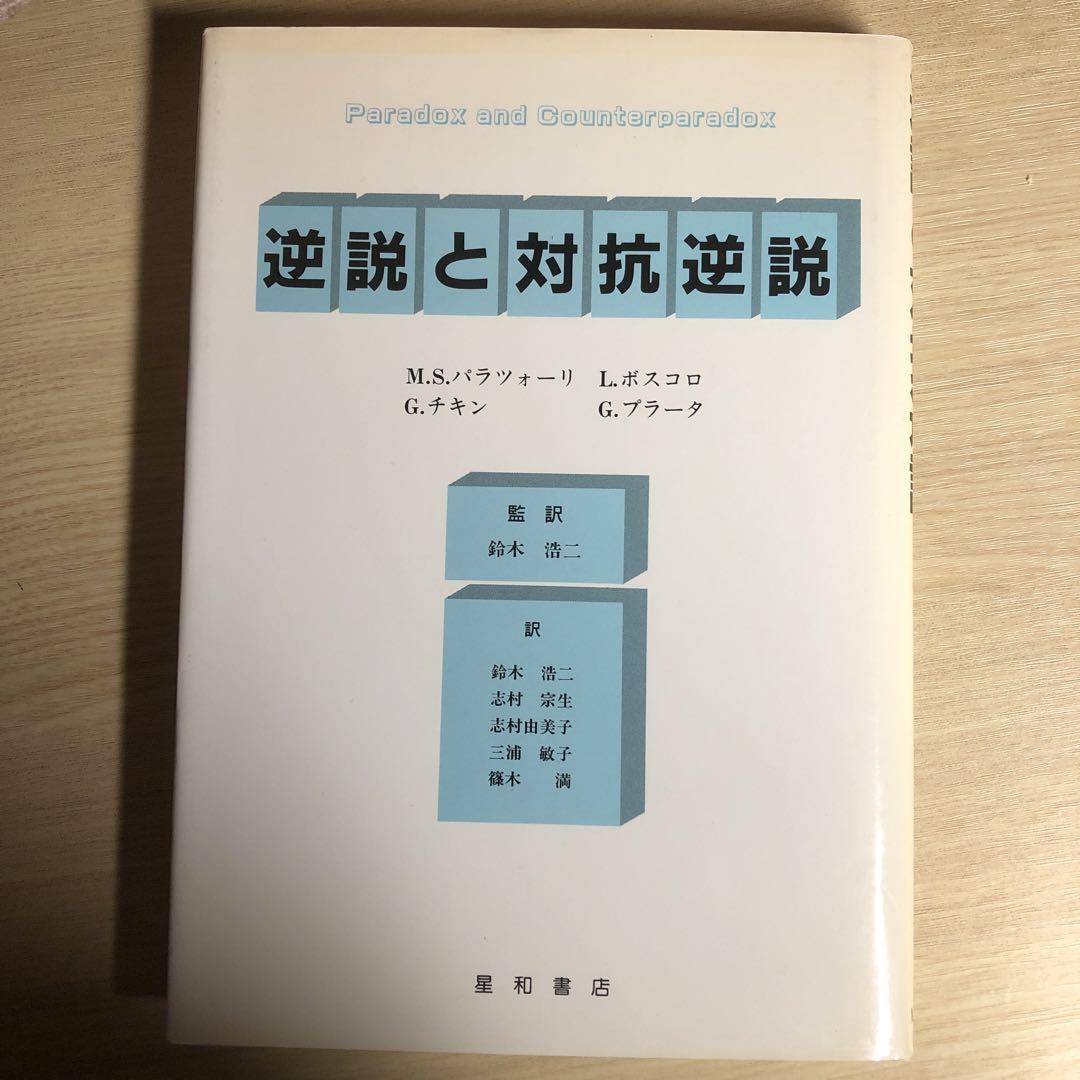 Paradox and Counterparadox
逆説と対抗逆説
M.S.パラツォーリ L.ボスコロ
G.チキン G.プラータ
監訳
鈴木 浩二
訳
鈴木 浩二
志村 宗生
志村由美子
三浦 敏子
篠木 満
星和書店